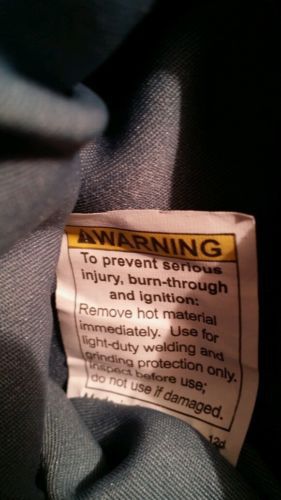 WARNING
To prevent serious
injury, burn-through
and ignition:
Remove hot material
immediately. Use for
light-duty welding and
grinding protection only.
Inspect before use;
do not use if damaged.
12d